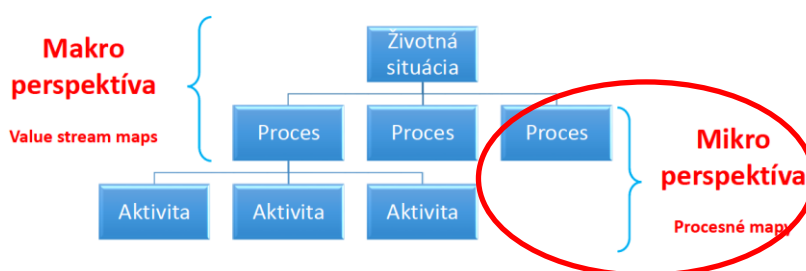 Makro
perspektíva
Value stream maps
Životná
situácia
Proces
Proces
Proces
Aktivita
Aktivita
Aktivita
Mikro
perspektíva
Procesné mapy